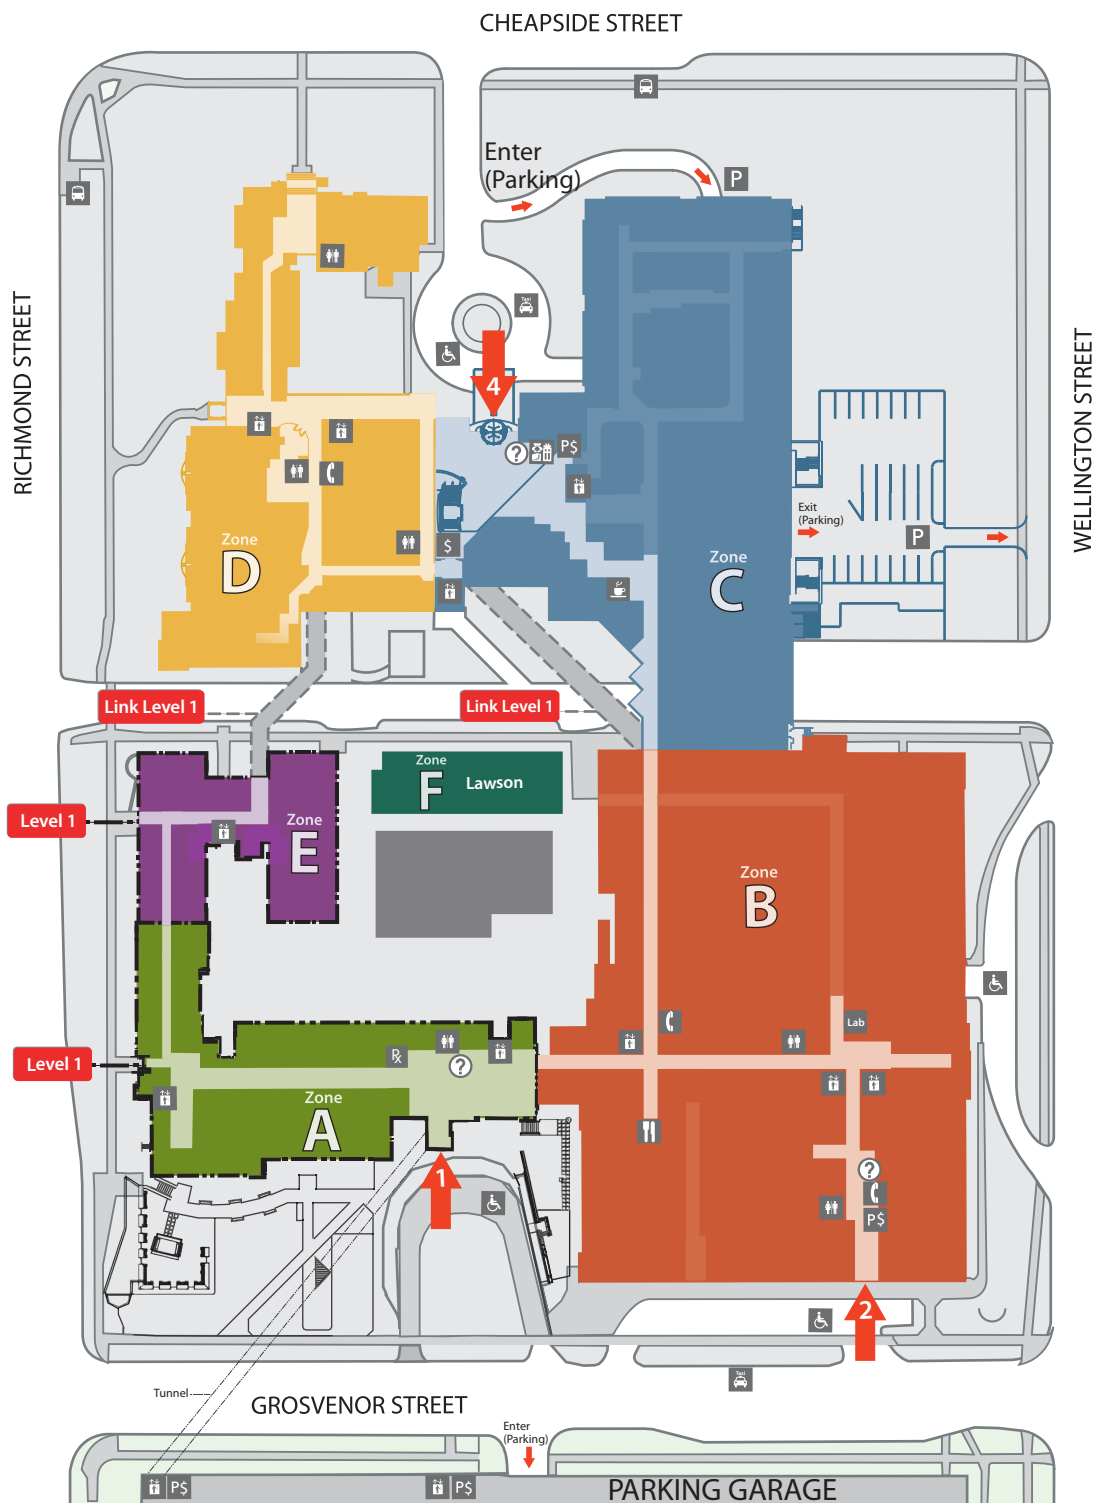 CHEAPSIDE STREET
Enter
(Parking)
P
Taxi
4
RICHMOND STREET
WELLINGTON STREET
?
P$
Exit
(Parking)
P
$
Zone
D
Zone
C
Link Level 1
Link Level 1
Zone
F
Lawson
Level 1
Zone
E
Zone
B
Lab
Level 1
Rx
?
Zone
A
1
?
P$
2
Taxi
Tunnel
GROSVENOR STREET
Enter
(Parking)
P$
P$
PARKING GARAGE